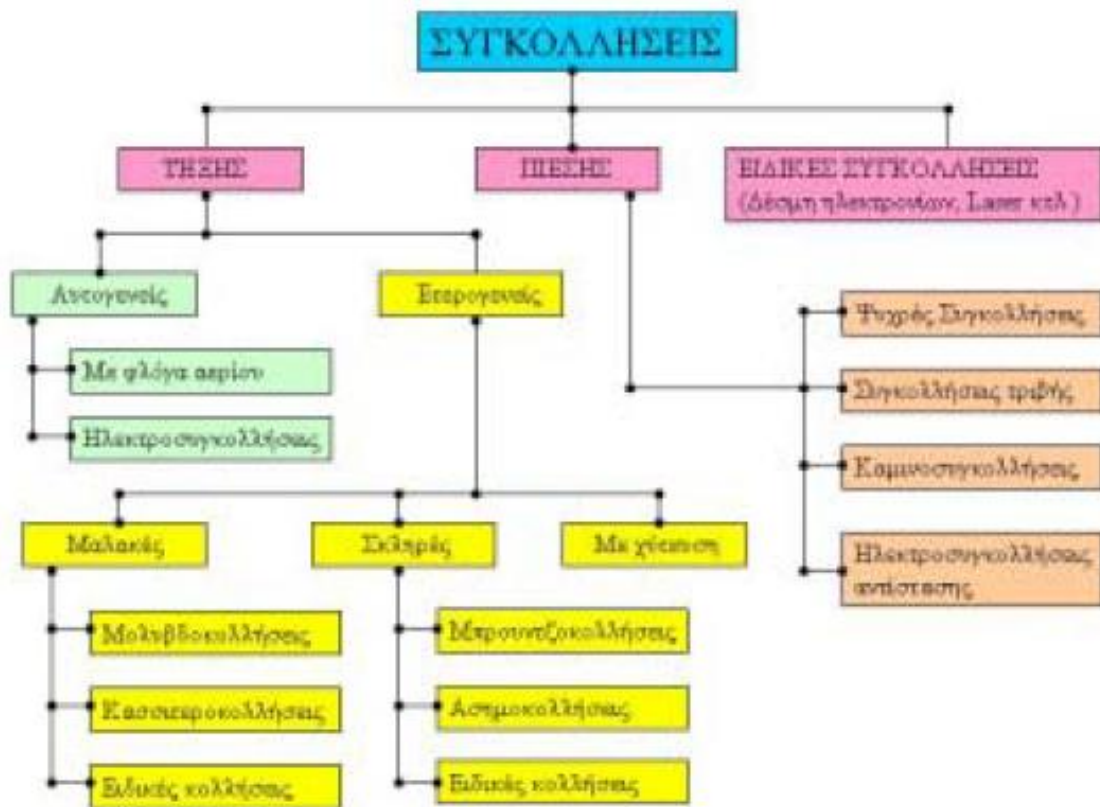 ΣΥΓΚΟΛΛΗΣΕΙΣ
ΤΗΞΗΣ
ΠΙΕΣΗΣ
ΕΙΔΙΚΕΣ ΣΥΓΚΟΛΛΗΣΕΙΣ
(Δέσμη ηλεκτρονίων, Laser κτλ )
Αυτογενείς
Ετερογενείς
Με φλόγα αερίου
Ηλεκτροσυγκολλήσεις
Ψυχρές Συγκολλήσεις
Συγκολλήσεις τριβής
Καμινοσυγκολλήσεις
Ηλεκτροσυγκολλήσεις
αντίστασης
Μαλακές
Σκληρές
Με χύτευση
Μολυβδοκολλήσεις
Κασσιτεροκολλήσεις
Ειδικές κολλήσεις
Μπρουντζοκολλήσεις
Ασημοκολλήσεις
Ειδικές κολλήσεις